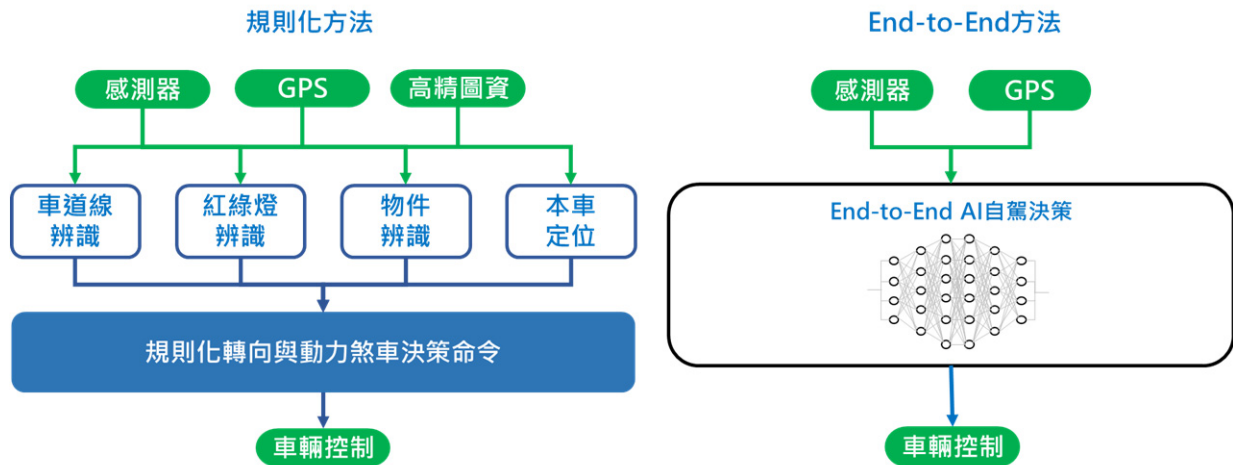 規則化方法
感測器
GPS
高精圖資
車道線
辨識
紅綠燈
辨識
物件
辨識
本車
定位
規則化轉向與動力煞車決策命令
車輛控制
End-to-End方法
感測器
GPS
End-to-End AI自駕決策
車輛控制